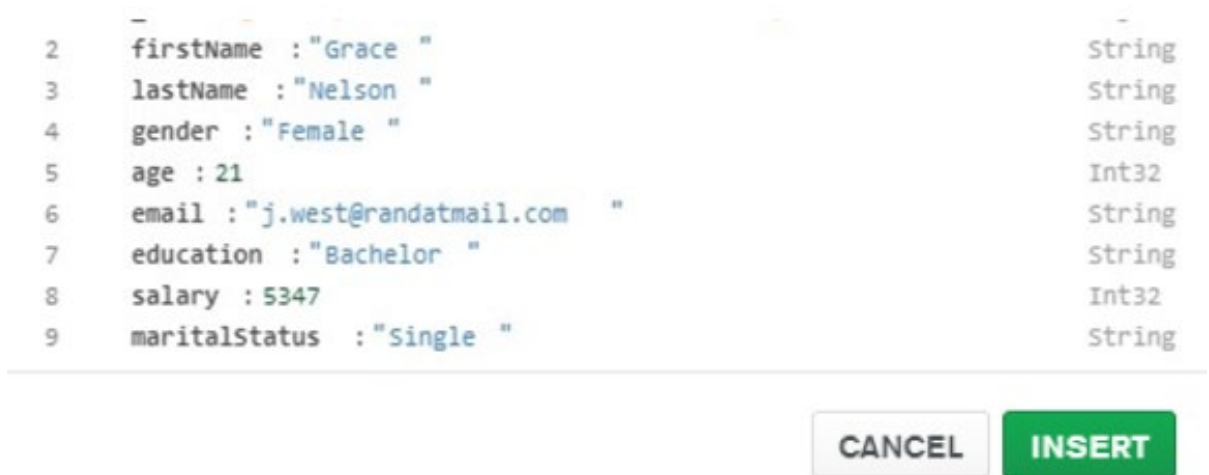 2 firstName : "Grace " String
3 lastName : "Nelson " String
4 gender : "Female " String
5 age : 21 Int32
6 email : "j.west@randatmail.com " String
7 education : "Bachelor " String
8 salary : 5347 Int32
9 maritalStatus : "Single " String
CANCEL INSERT